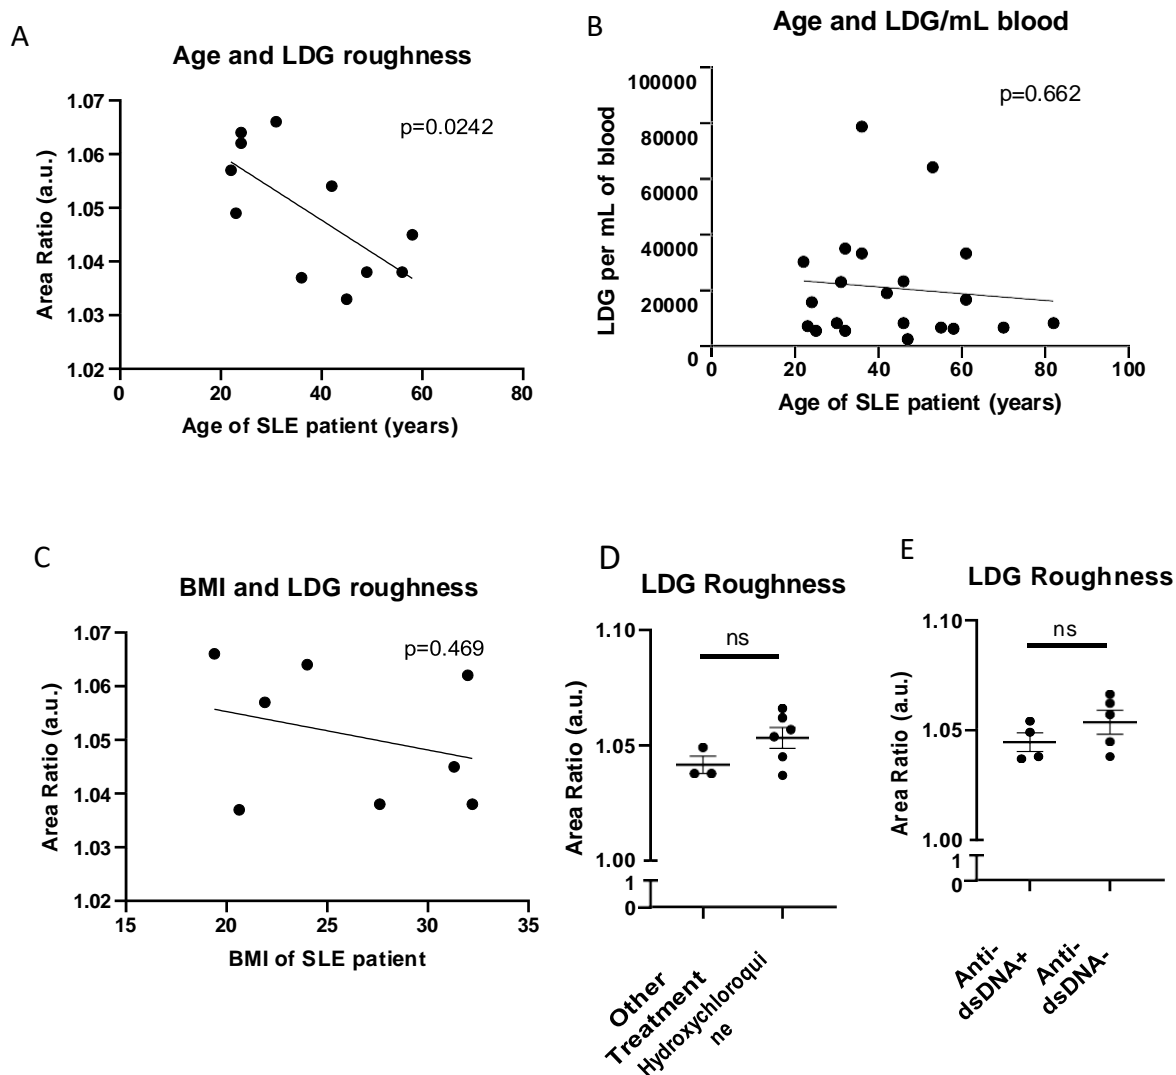 A
Age and LDG roughness
p=0.0242
Area Ratio (a.u.)
1.07
1.06
1.05
1.04
1.03
1.02
0 20 40 60 80
Age of SLE patient (years)
B
Age and LDG/mL blood
p=0.662
LDG per mL of blood
100000
80000
60000
40000
20000
0
0 20 40 60 80 100
Age of SLE patient (years)
C
BMI and LDG roughness
p=0.469
Area Ratio (a.u.)
1.07
1.06
1.05
1.04
1.03
1.02
15 20 25 30 35
BMI of SLE patient
D
LDG Roughness
ns
Area Ratio (a.u.)
1.10
1.05
1.00
1
0
Other
Treatment
Hydroxychloroqui
ne
E
LDG Roughness
ns
Area Ratio (a.u.)
1.10
1.05
1.00
1
0
Anti-
dsDNA+
Anti-
dsDNA-